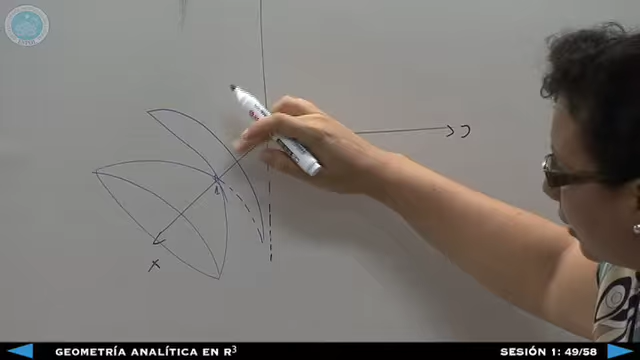 y
x
GEOMETRÍA ANALÍTICA EN R³
SESIÓN 1: 49/58